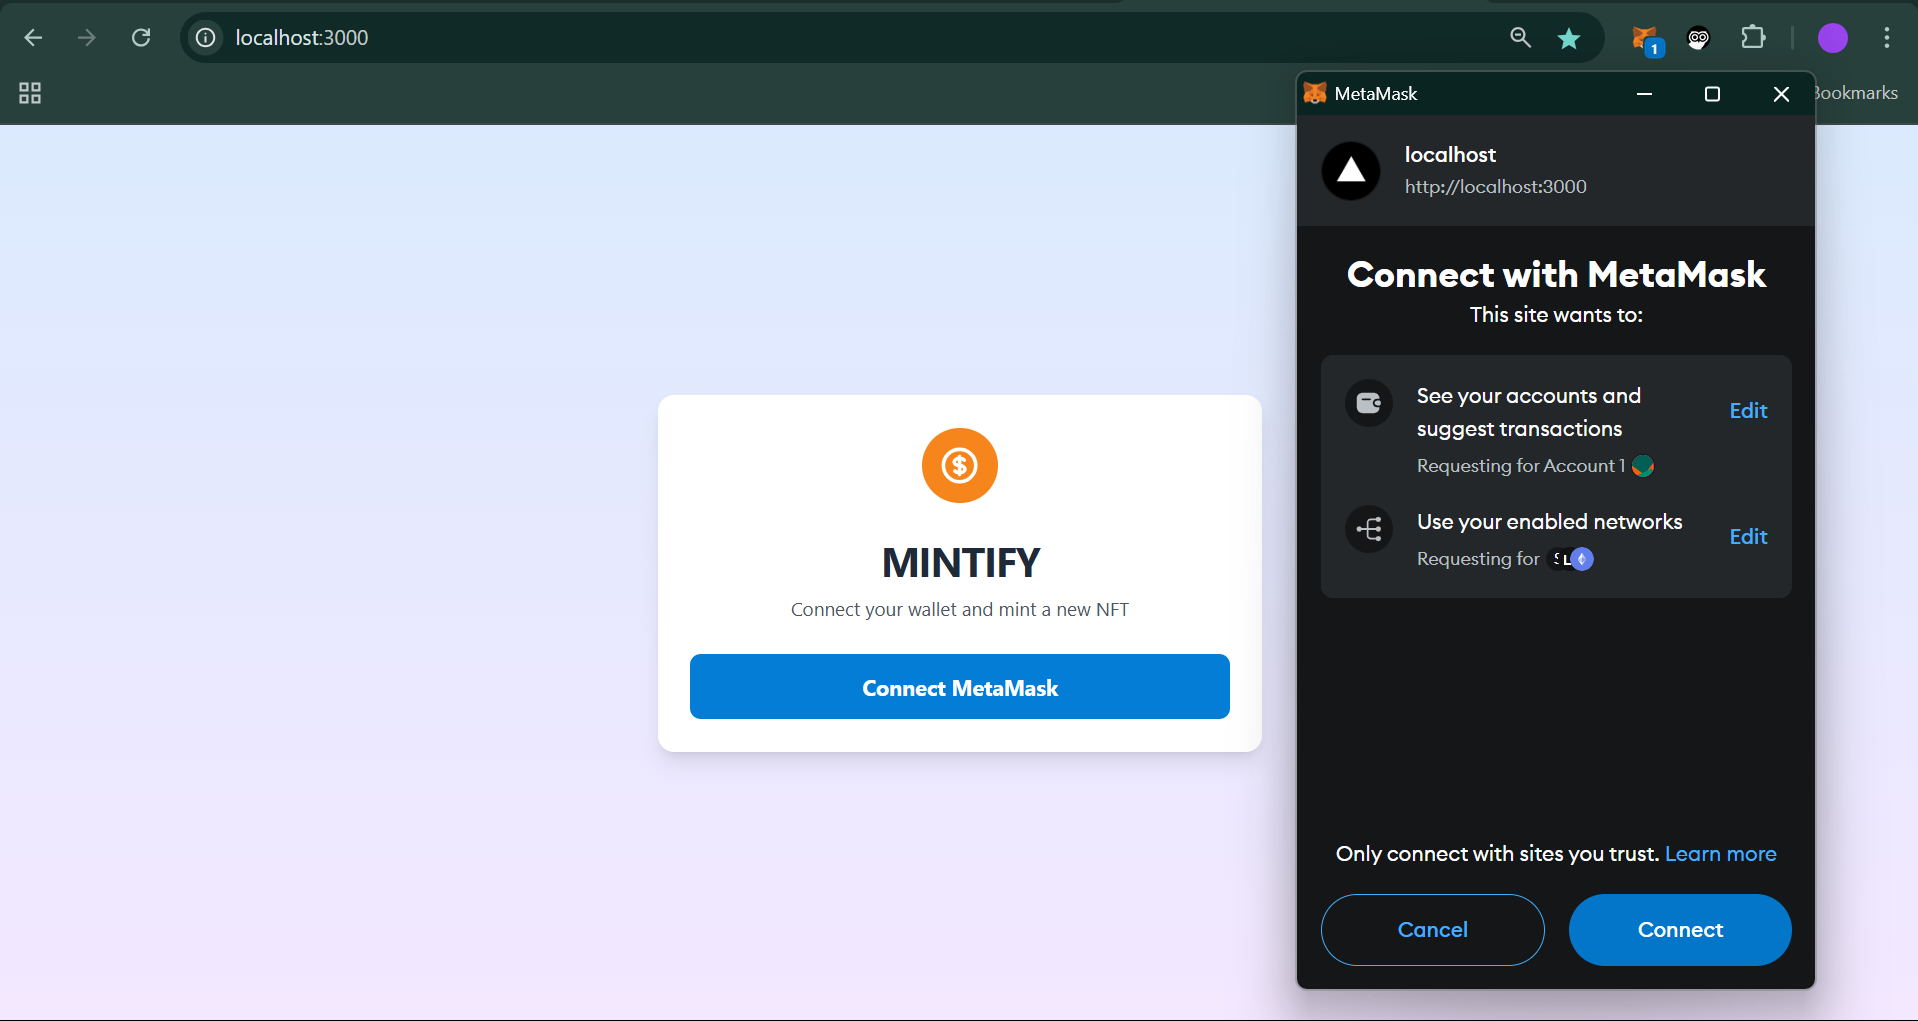 localhost:3000
1
Bookmarks
MetaMask
localhost
http://localhost:3000
Connect with MetaMask
This site wants to:
See your accounts and
suggest transactions
Edit
Requesting for Account 1
Use your enabled networks
Edit
Requesting for
Only connect with sites you trust. Learn more
Cancel
Connect
MINTIFY
Connect your wallet and mint a new NFT
Connect MetaMask